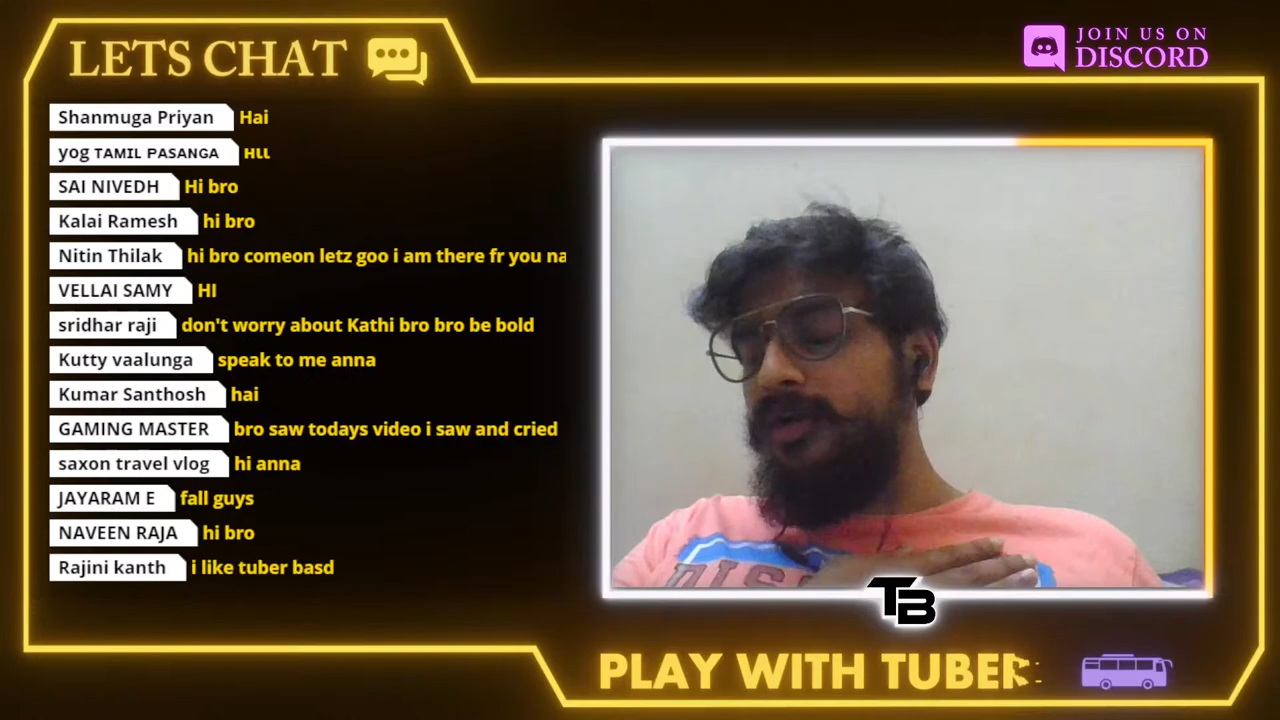 LETS CHAT
JOIN US ON
DISCORD
Shanmuga Priyan Hai
yog ᴛᴀᴍɪʟ ᴘᴀsᴀɴɢᴀ
SAI NIVEDH Hi bro
Kalai Ramesh hi bro
Nitin Thilak hi bro comeon letz goo i am there fr you na
VELLAI SAMY HI
sridhar raji don't worry about Kathi bro bro be bold
Kutty vaalunga speak to me anna
Kumar Santhosh hai
GAMING MASTER bro saw todays video i saw and cried
saxon travel vlog hi anna
JAYARAM E fall guys
NAVEEN RAJA hi bro
Rajini kanth i like tuber basd
TB
PLAY WITH TUBER